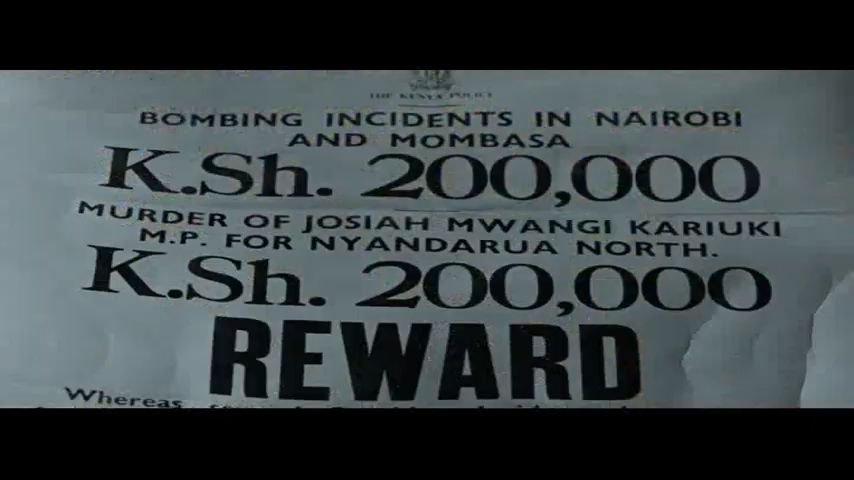 THE KENYA POLICE
BOMBING INCIDENTS IN NAIROBI
AND MOMBASA
K.Sh. 200,000
MURDER OF JOSIAH MWANGI KARIUKI
M.P. FOR NYANDARUA NORTH.
K.Sh. 200,000
REWARD
Whereas